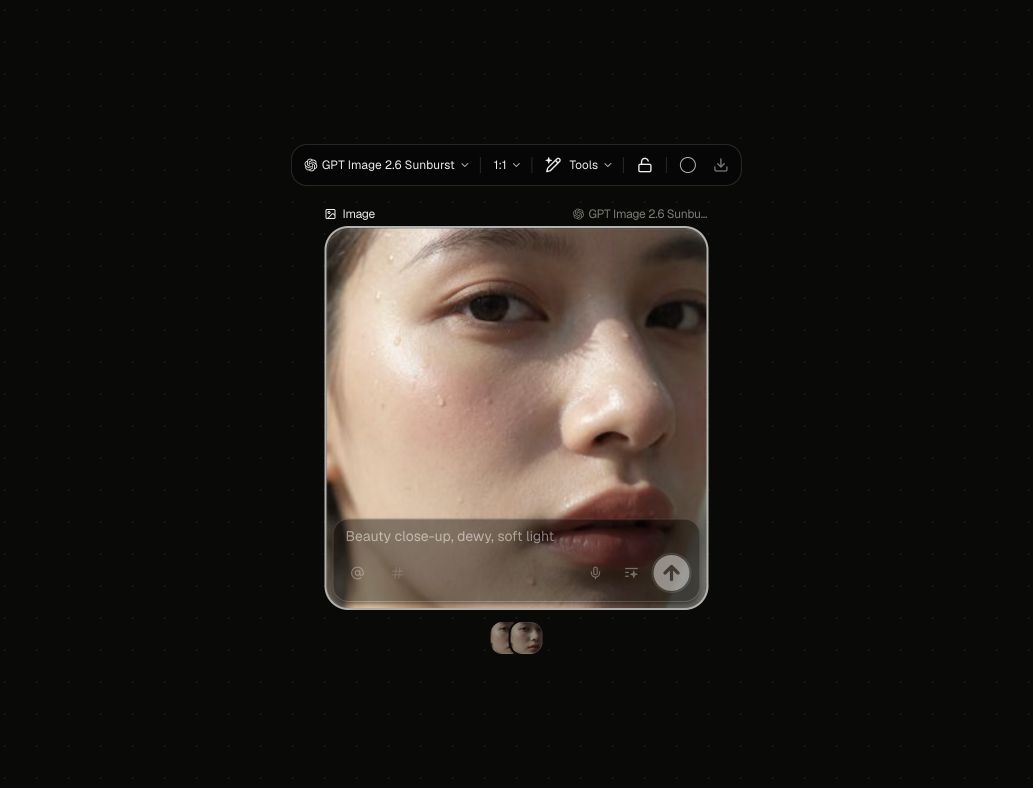 GPT Image 2.6 Sunburst
1:1
Tools
Image
GPT Image 2.6 Sunbu...
Beauty close-up, dewy, soft light